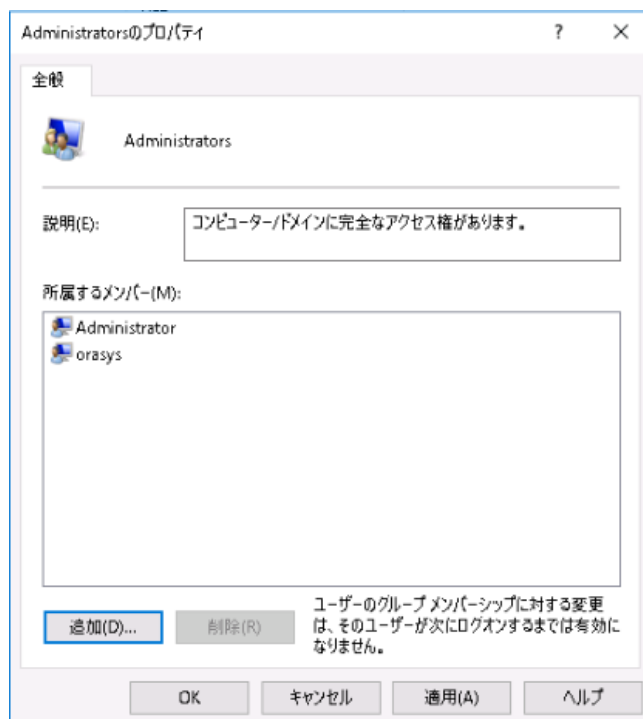 Administratorsのプロパティ
?
全般
Administrators
説明(E):
コンピューター/ドメインに完全なアクセス権があります。
所属するメンバー(M):
Administrator
orasys
追加(D)...
削除(R)
ユーザーのグループ メンバーシップに対する変更
は、そのユーザーが次にログオンするまでは有効に
なりません。
OK
キャンセル
適用(A)
ヘルプ